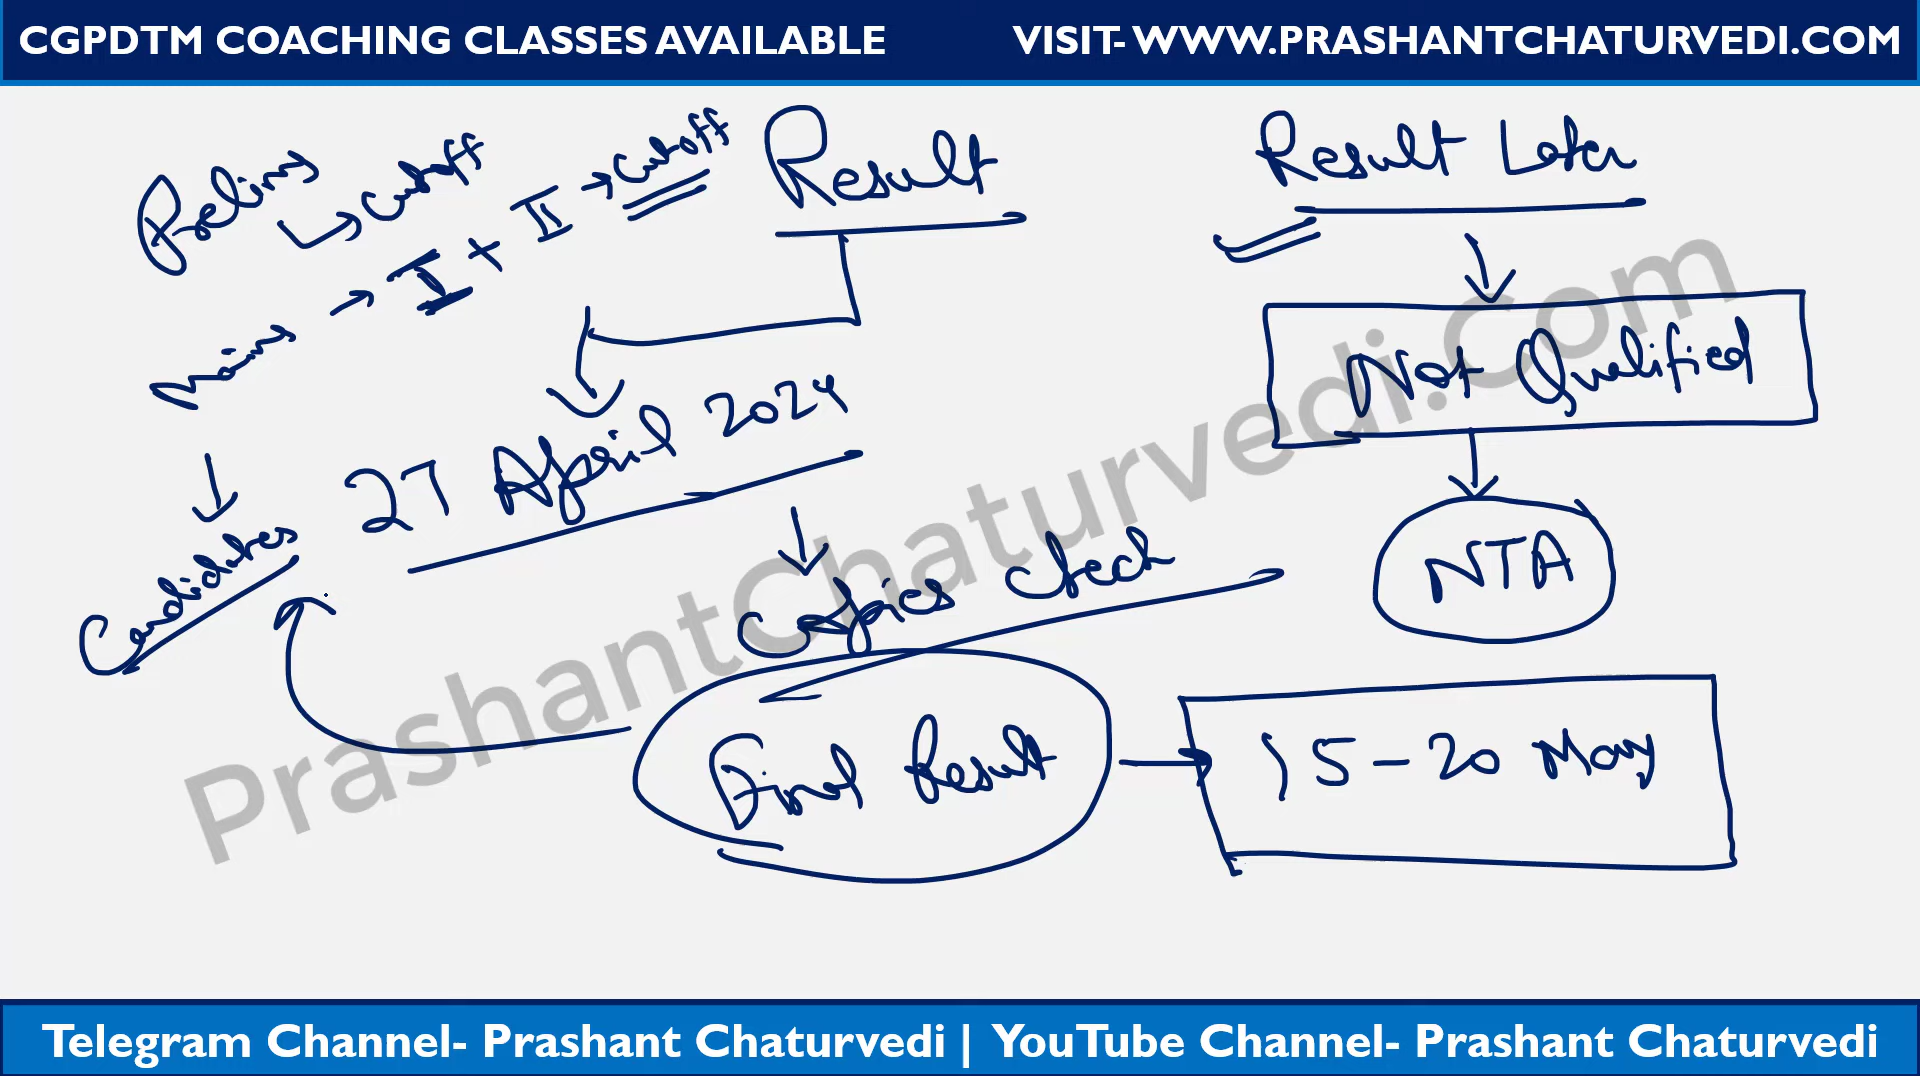 CGPDTM COACHING CLASSES AVAILABLE VISIT- WWW.PRASHANTCHATURVEDI.COM
Prelims
→ Cutoff
Mains → I + II → Cutoff
Candidates
Result
27 April 2024
Copies Check
Final Result → 15-20 May
Result Later
Not Qualified
NTA
PrashantChaturvedi.Com
Telegram Channel- Prashant Chaturvedi | YouTube Channel- Prashant Chaturvedi